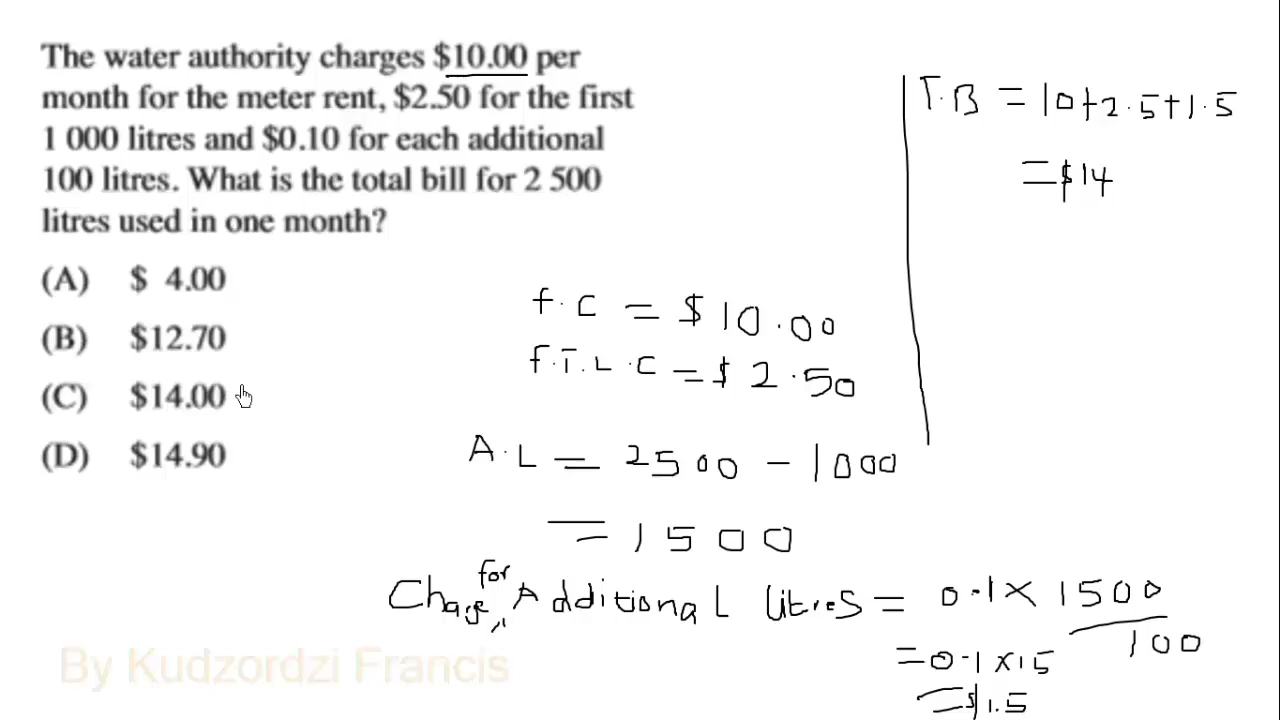 The water authority charges $10.00 per
month for the meter rent, $2.50 for the first
1 000 litres and $0.10 for each additional
100 litres. What is the total bill for 2 500
litres used in one month?
(A) $ 4.00
(B) $12.70
(C) $14.00
(D) $14.90
f.C = $10.00
f.T.L.C = $2.50
A.L = 2500 - 1000
= 1500
Charge for Additional litres = 0.1 × 1500/100
= 0.1 × 15
= $1.5
T.B = 10+2.5+1.5
= $14
By Kudzordzi Francis